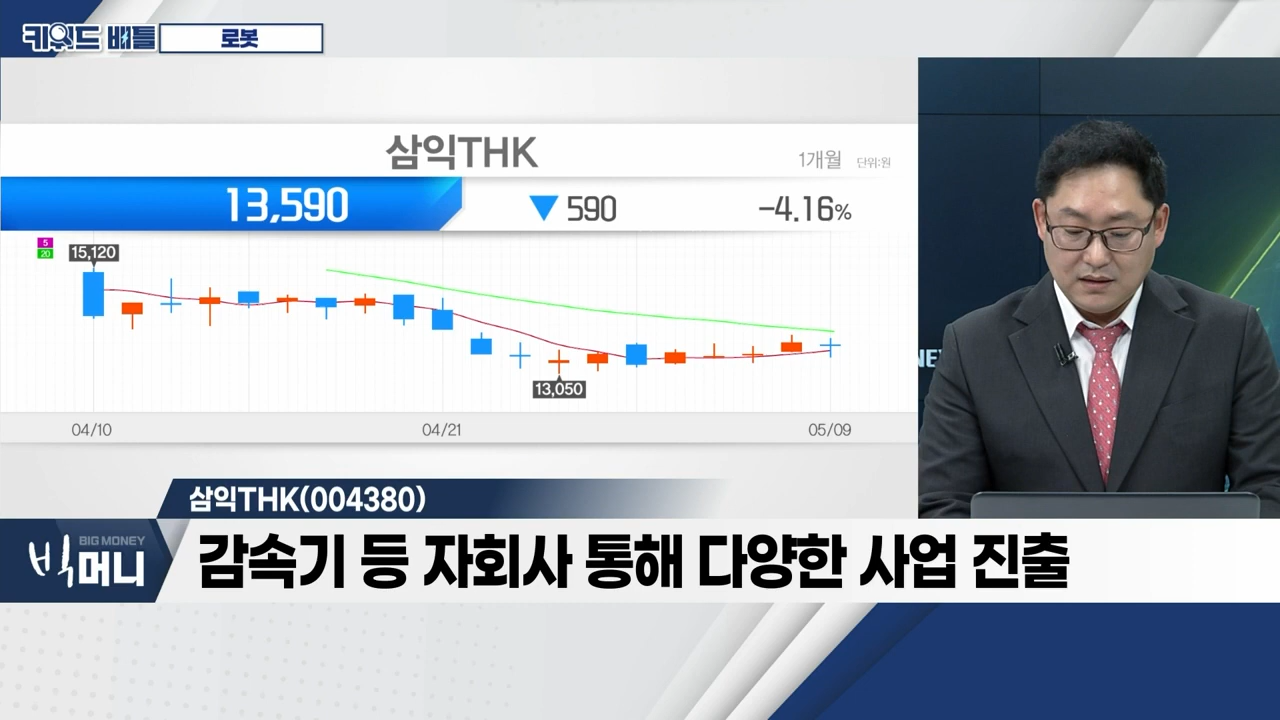 키워드 배틀
로봇
삼익THK
1개월 단위:원
13,590 ▼ 590 -4.16%
5
20
15,120
13,050
04/10 04/21 05/09
NEW
삼익THK(004380)
BIG MONEY
빅머니
감속기 등 자회사 통해 다양한 사업 진출